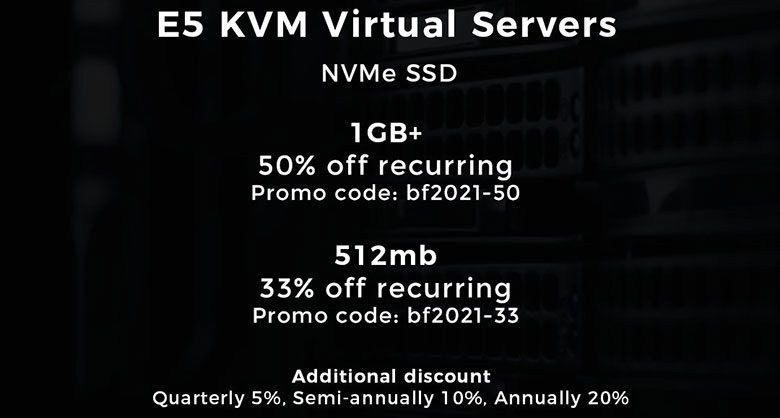 E5 KVM Virtual Servers
NVMe SSD
1GB+
50% off recurring
Promo code: bf2021-50
512mb
33% off recurring
Promo code: bf2021-33
Additional discount
Quarterly 5%, Semi-annually 10%, Annually 20%